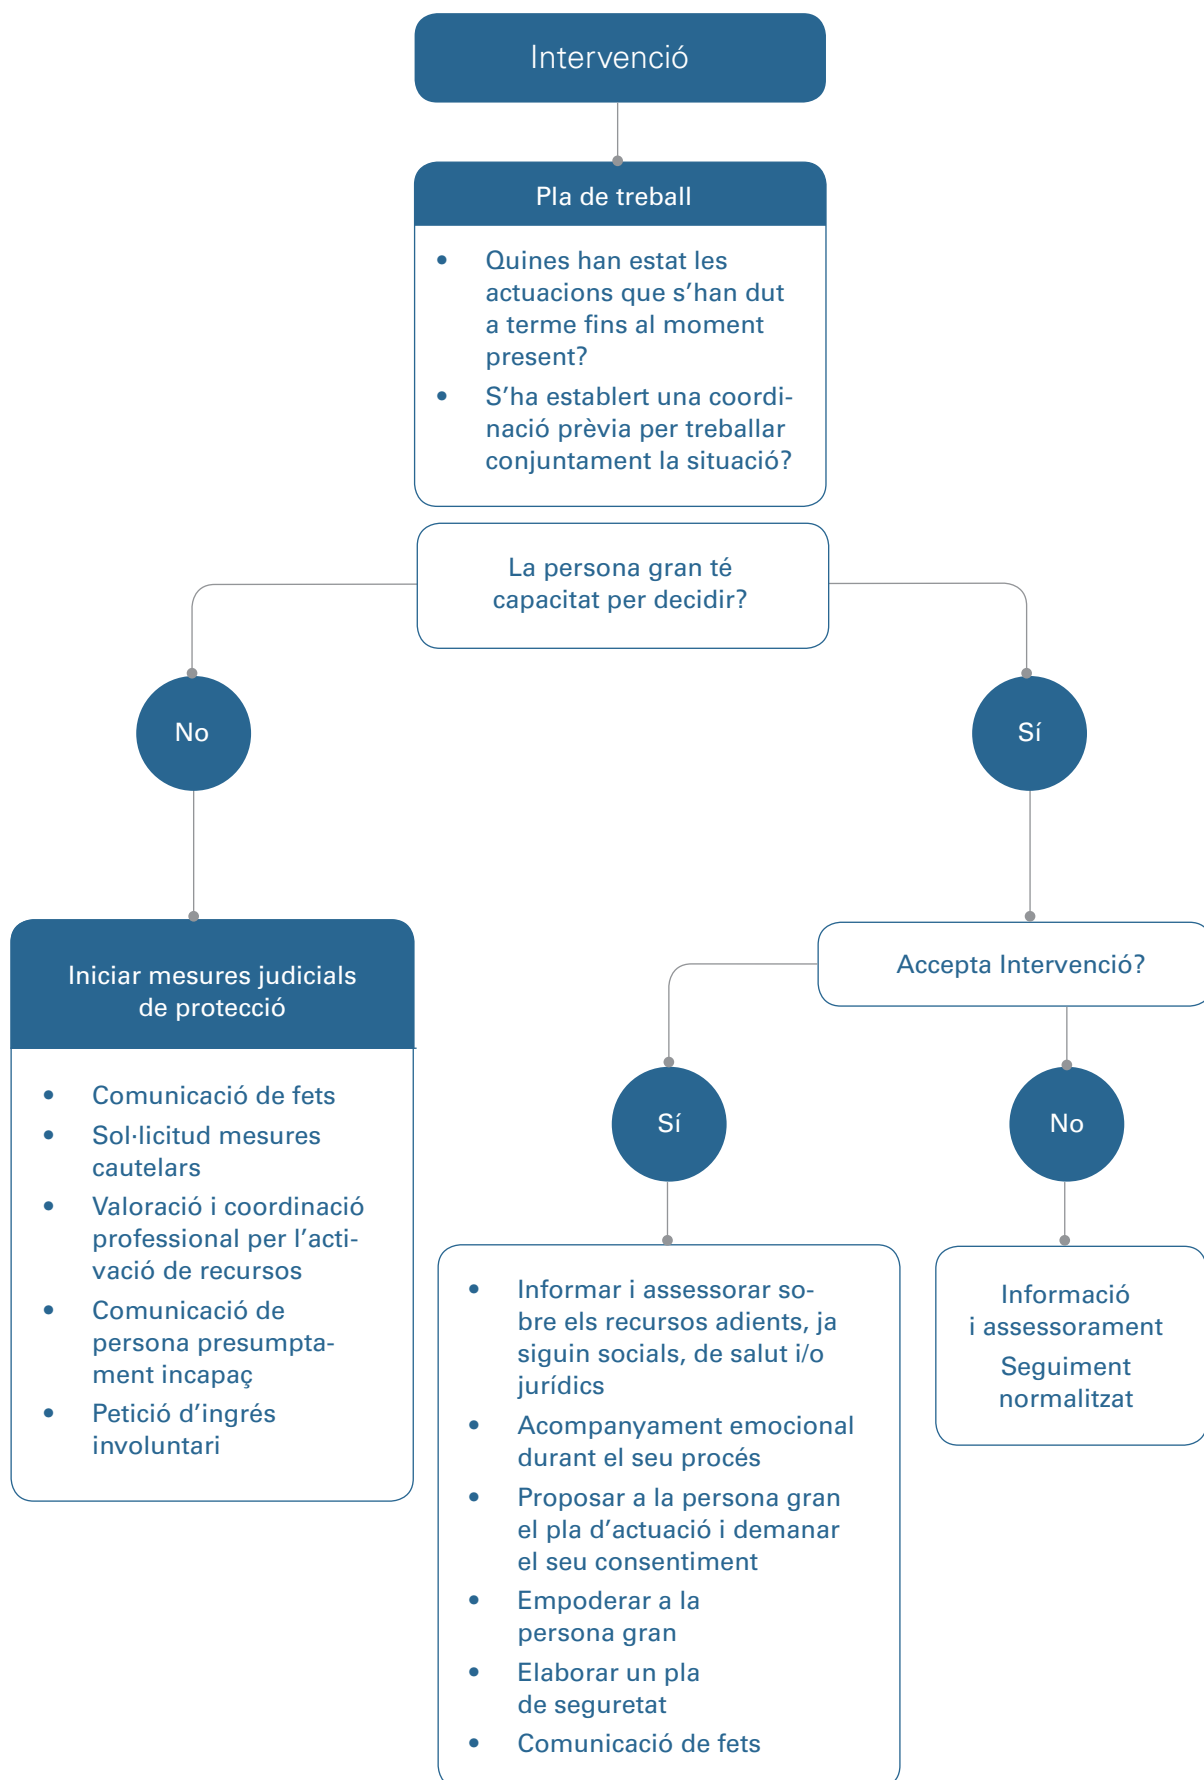 Intervenció
Pla de treball
• Quines han estat les
actuacions que s’han dut
a terme fins al moment
present?
• S’ha establert una coordi-
nació prèvia per treballar
conjuntament la situació?
La persona gran té
capacitat per decidir?
No
Sí
Iniciar mesures judicials
de protecció
• Comunicació de fets
• Sol·licitud mesures
cautelars
• Valoració i coordinació
professional per l’acti-
vació de recursos
• Comunicació de
persona presumpta-
ment incapaç
• Petició d’ingrés
involuntari
Accepta Intervenció?
Sí
No
• Informar i assessorar so-
bre els recursos adients, ja
siguin socials, de salut i/o
jurídics
• Acompanyament emocional
durant el seu procés
• Proposar a la persona gran
el pla d’actuació i demanar
el seu consentiment
• Empoderar a la
persona gran
• Elaborar un pla
de seguretat
• Comunicació de fets
Informació
i assessorament
Seguiment
normalitzat